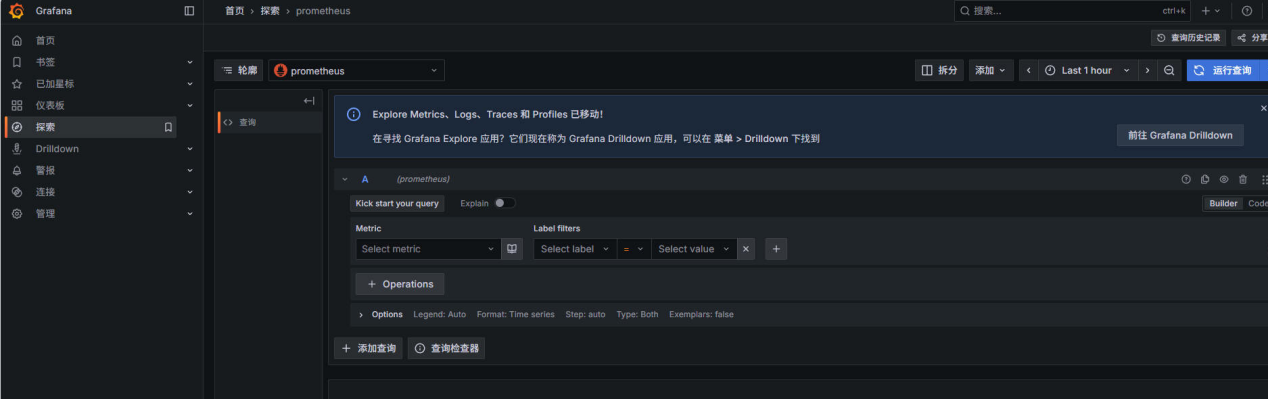 Grafana
首页 › 探索 › prometheus
搜索... ctrl+k
首页
书签
已加星标
仪表板
探索
Drilldown
警报
连接
管理
查询历史记录 分享
轮廓 prometheus 拆分 添加 Last 1 hour 运行查询
查询
Explore Metrics、Logs、Traces 和 Profiles 已移动!
在寻找 Grafana Explore 应用？它们现在称为 Grafana Drilldown 应用，可以在 菜单 > Drilldown 下找到
前往 Grafana Drilldown
A (prometheus)
Kick start your query Explain Builder Code
Metric Label filters
Select metric Select label = Select value
+ Operations
Options Legend: Auto Format: Time series Step: auto Type: Both Exemplars: false
+ 添加查询 查询检查器